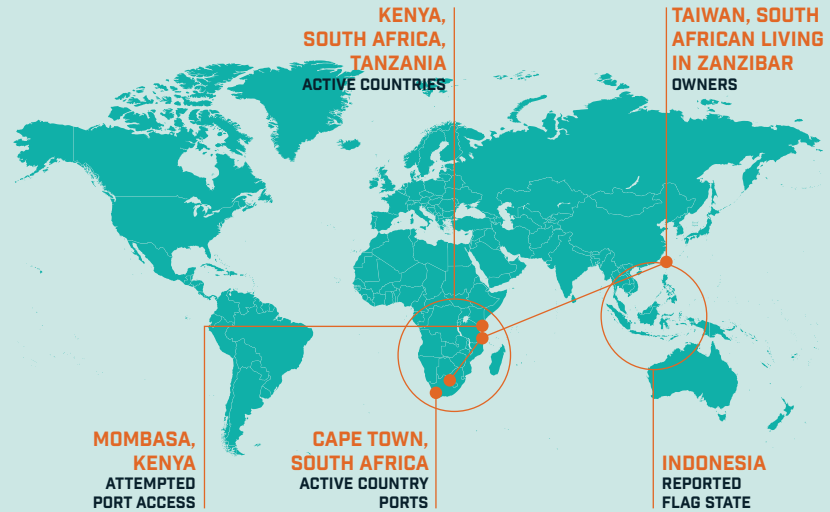 KENYA,
SOUTH AFRICA,
TANZANIA
ACTIVE COUNTRIES
TAIWAN, SOUTH
AFRICAN LIVING
IN ZANZIBAR
OWNERS
MOMBASA,
KENYA
ATTEMPTED
PORT ACCESS
CAPE TOWN,
SOUTH AFRICA
ACTIVE COUNTRY
PORTS
INDONESIA
REPORTED
FLAG STATE